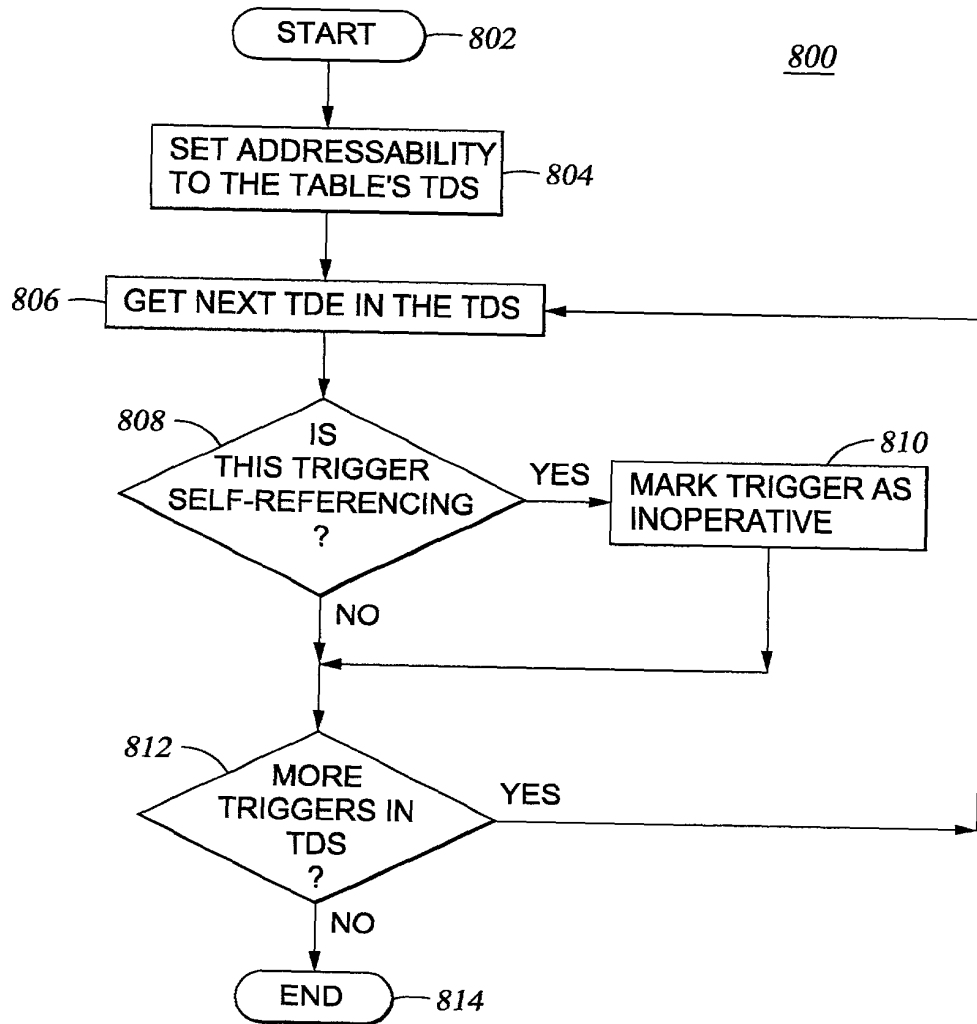 START
802
800
SET ADDRESSABILITY
TO THE TABLE'S TDS
804
806
GET NEXT TDE IN THE TDS
808
IS
THIS TRIGGER
SELF-REFERENCING
?
YES
810
MARK TRIGGER AS
INOPERATIVE
NO
812
MORE
TRIGGERS IN
TDS
?
YES
NO
END
814